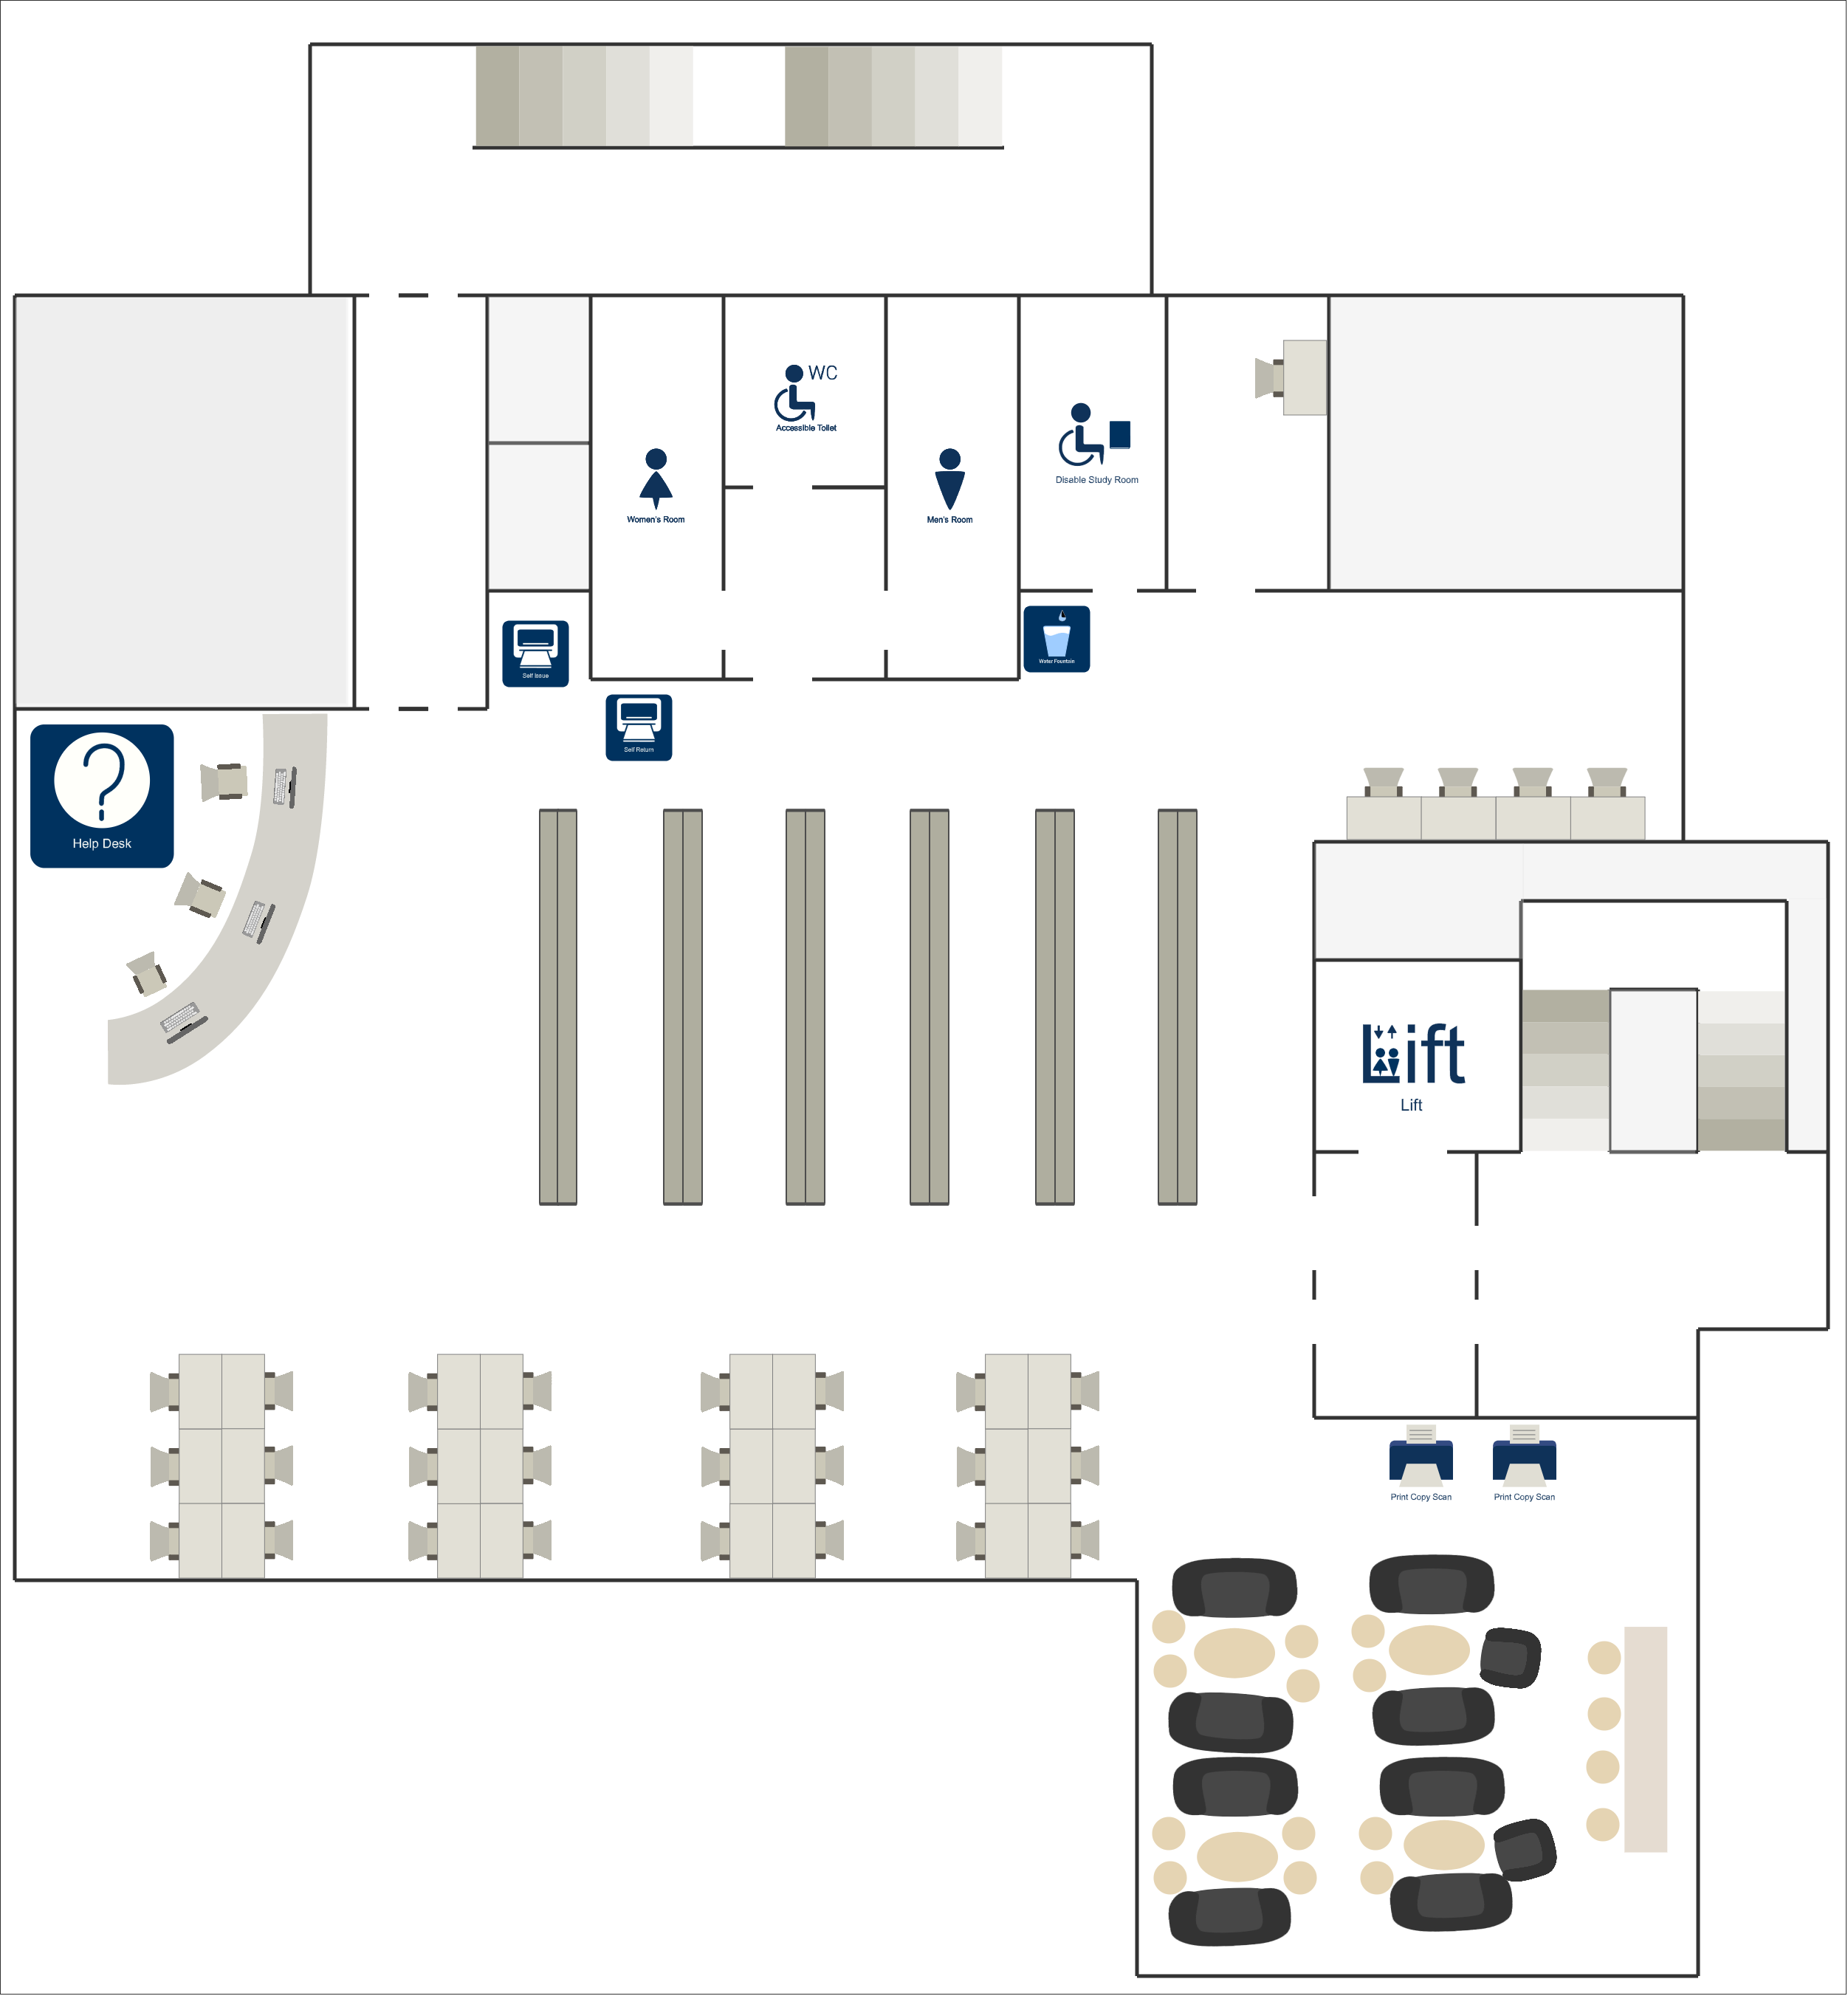 WC
Accessible Toilet
Disable Study Room
Women's Room
Men's Room
Self Issue
Water Fountain
Self Return
?
Help Desk
Lift
Lift
Print Copy Scan
Print Copy Scan